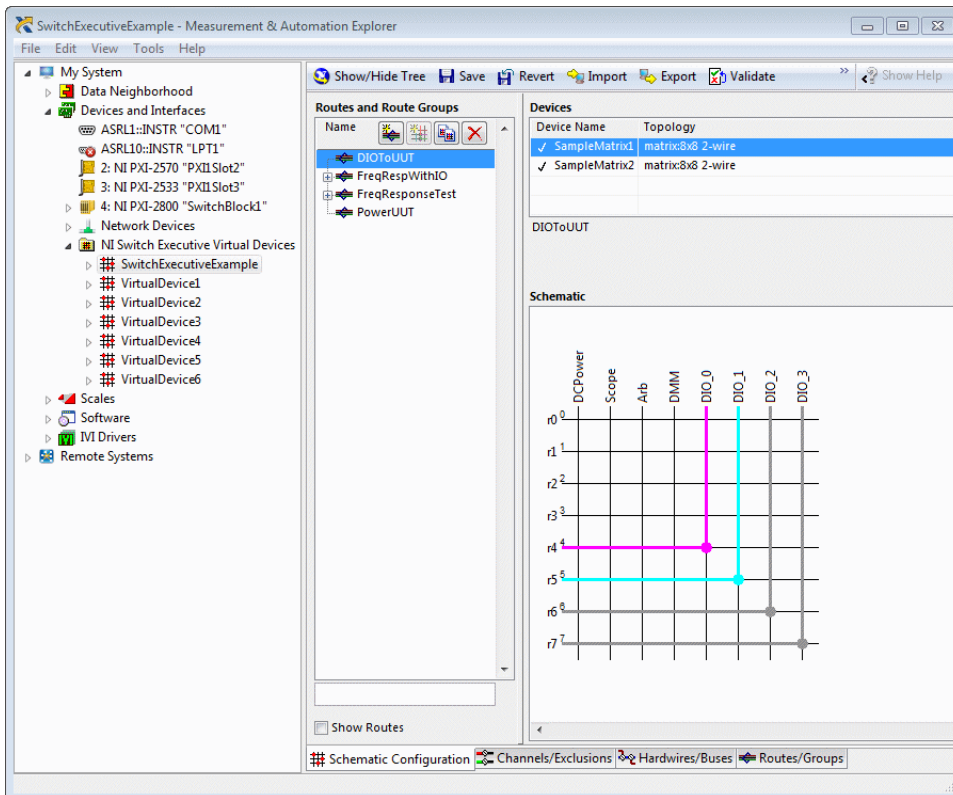 SwitchExecutiveExample - Measurement & Automation Explorer
File Edit View Tools Help
My System
Data Neighborhood
Devices and Interfaces
ASRL1::INSTR "COM1"
ASRL10::INSTR "LPT1"
2: NI PXI-2570 "PXI1Slot2"
3: NI PXI-2533 "PXI1Slot3"
4: NI PXI-2800 "SwitchBlock1"
Network Devices
NI Switch Executive Virtual Devices
SwitchExecutiveExample
VirtualDevice1
VirtualDevice2
VirtualDevice3
VirtualDevice4
VirtualDevice5
VirtualDevice6
Scales
Software
IVI Drivers
Remote Systems
Show/Hide Tree Save Revert Import Export Validate » Show Help
Routes and Route Groups
Name
DIOToUUT
FreqRespWithIO
FreqResponseTest
PowerUUT
Show Routes
Devices
Device Name Topology
SampleMatrix1 matrix:8x8 2-wire
SampleMatrix2 matrix:8x8 2-wire
DIOToUUT
Schematic
DCPower Scope Arb DMM DIO_0 DIO_1 DIO_2 DIO_3
r0 0
r1 1
r2 2
r3 3
r4 4
r5 5
r6 6
r7 7
Schematic Configuration Channels/Exclusions Hardwires/Buses Routes/Groups